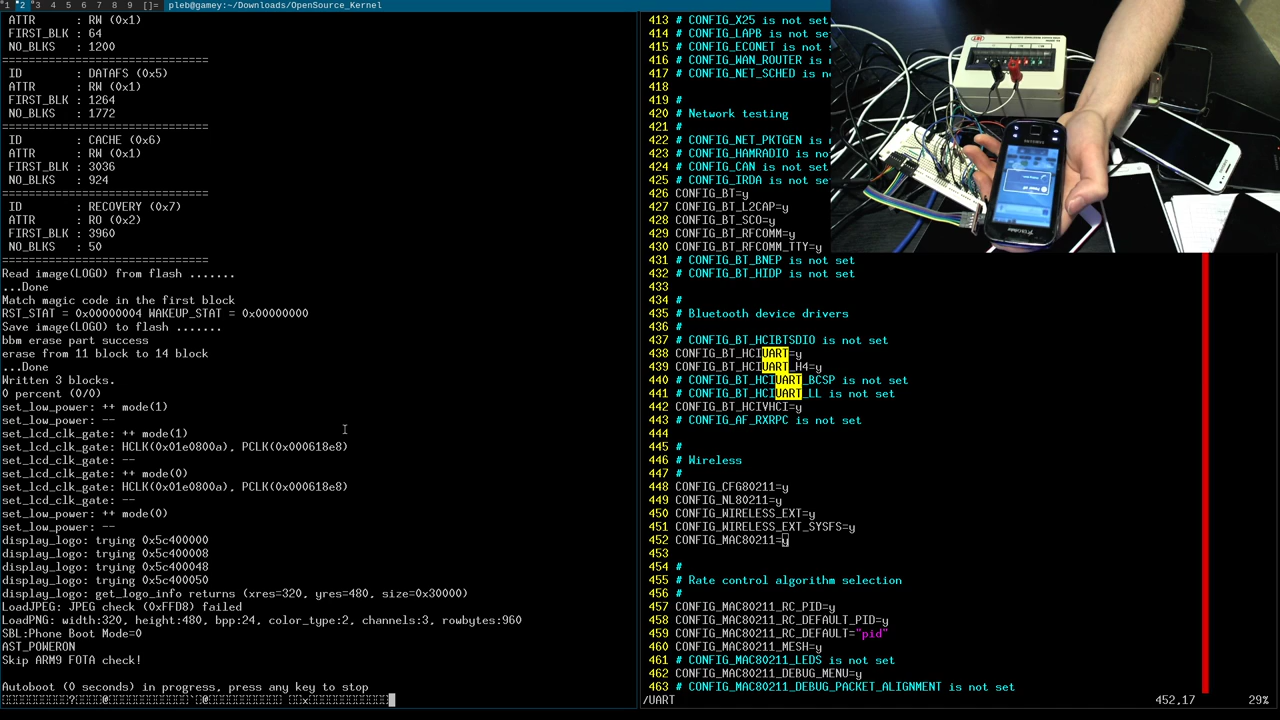 1 2 3 4 5 6 7 8 9 []= pleb@gamey:~/Downloads/OpenSource_Kernel
ATTR : RW (0x1)
FIRST_BLK : 64
NO_BLKS : 1200
===============================
ID : DATAFS (0x5)
ATTR : RW (0x1)
FIRST_BLK : 1264
NO_BLKS : 1772
===============================
ID : CACHE (0x6)
ATTR : RW (0x1)
FIRST_BLK : 3036
NO_BLKS : 924
===============================
ID : RECOVERY (0x7)
ATTR : RO (0x2)
FIRST_BLK : 3960
NO_BLKS : 50
===============================
Read image(LOGO) from flash .......
...Done
Match magic code in the first block
RST_STAT = 0x00000004 WAKEUP_STAT = 0x00000000
Save image(LOGO) to flash .......
bbm erase part success
erase from 11 block to 14 block
...Done
Written 3 blocks.
0 percent (0/0)
set_low_power: ++ mode(1)
set_low_power: --
set_lcd_clk_gate: ++ mode(1)
set_lcd_clk_gate: HCLK(0x01e0800a), PCLK(0x000618e8)
set_lcd_clk_gate: --
set_lcd_clk_gate: ++ mode(0)
set_lcd_clk_gate: HCLK(0x01e0800a), PCLK(0x000618e8)
set_lcd_clk_gate: --
set_low_power: ++ mode(0)
set_low_power: --
display_logo: trying 0x5c400000
display_logo: trying 0x5c400008
display_logo: trying 0x5c400048
display_logo: trying 0x5c400050
display_logo: get_logo_info returns (xres=320, yres=480, size=0x30000)
LoadJPEG: JPEG check (0xFFD8) failed
LoadPNG: width:320, height:480, bpp:24, color_type:2, channels:3, rowbytes:960
SBL:Phone Boot Mode=0
AST_POWERON
Skip ARM9 FOTA check!
Autoboot (0 seconds) in progress, press any key to stop
413 # CONFIG_X25 is not set
414 # CONFIG_LAPB is not set
415 # CONFIG_ECONET is not
416 # CONFIG_WAN_ROUTER is
417 # CONFIG_NET_SCHED is
418
419 #
420 # Network testing
421 #
422 # CONFIG_NET_PKTGEN is
423 # CONFIG_HAMRADIO is no
424 # CONFIG_CAN is not set
425 # CONFIG_IRDA is not set
426 CONFIG_BT=y
427 CONFIG_BT_L2CAP=y
428 CONFIG_BT_SCO=y
429 CONFIG_BT_RFCOMM=y
430 CONFIG_BT_RFCOMM_TTY=y
431 # CONFIG_BT_BNEP is not set
432 # CONFIG_BT_HIDP is not set
433
434 #
435 # Bluetooth device drivers
436 #
437 # CONFIG_BT_HCIBTSDIO is not set
438 CONFIG_BT_HCIUART=y
439 CONFIG_BT_HCIUART_H4=y
440 # CONFIG_BT_HCIUART_BCSP is not set
441 # CONFIG_BT_HCIUART_LL is not set
442 CONFIG_BT_HCIVHCI=y
443 # CONFIG_AF_RXRPC is not set
444
445 #
446 # Wireless
447 #
448 CONFIG_CFG80211=y
449 CONFIG_NL80211=y
450 CONFIG_WIRELESS_EXT=y
451 CONFIG_WIRELESS_EXT_SYSFS=y
452 CONFIG_MAC80211=y
453
454 #
455 # Rate control algorithm selection
456 #
457 CONFIG_MAC80211_RC_PID=y
458 CONFIG_MAC80211_RC_DEFAULT_PID=y
459 CONFIG_MAC80211_RC_DEFAULT="pid"
460 CONFIG_MAC80211_MESH=y
461 # CONFIG_MAC80211_LEDS is not set
462 CONFIG_MAC80211_DEBUG_MENU=y
463 # CONFIG_MAC80211_DEBUG_PACKET_ALIGNMENT is not set
/UART 452,17 29%